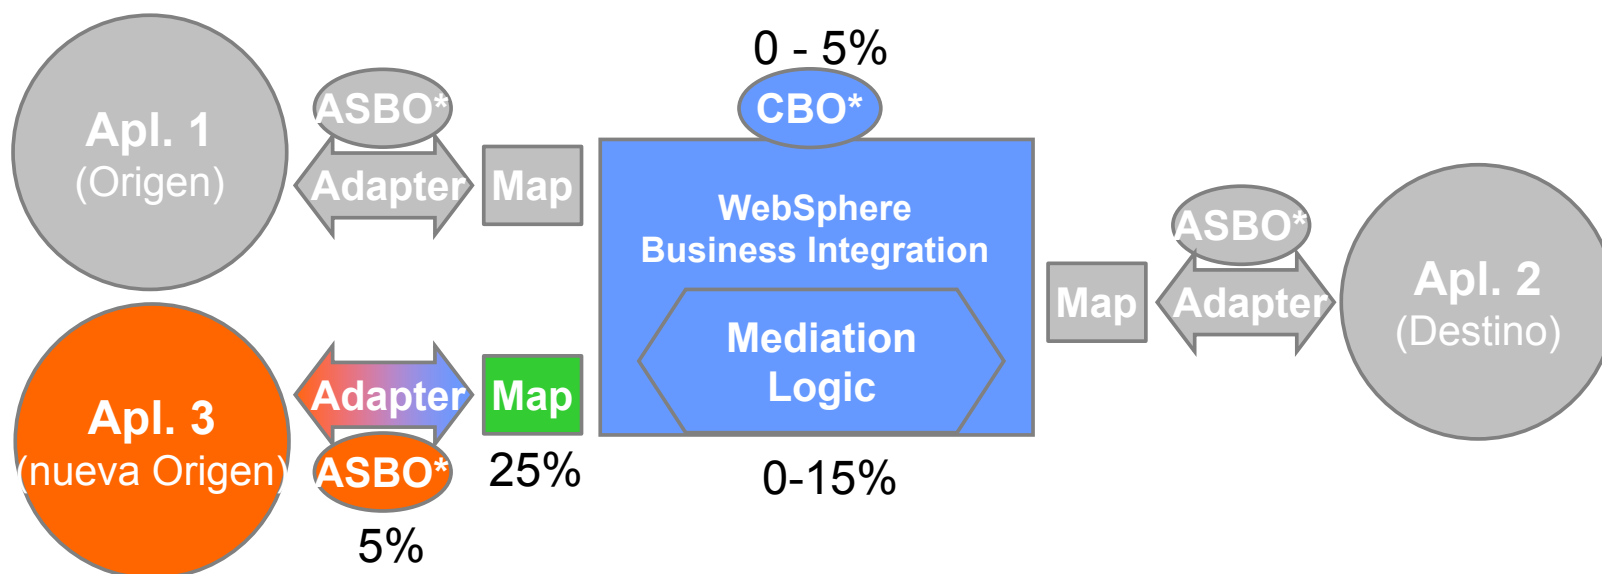 0 - 5%
CBO*
ASBO*
Apl. 1
(Origen)
Adapter
Map
WebSphere
Business Integration
Mediation
Logic
0-15%
ASBO*
Map
Adapter
Apl. 2
(Destino)
Apl. 3
(nueva Origen)
Adapter
Map
ASBO*
25%
5%